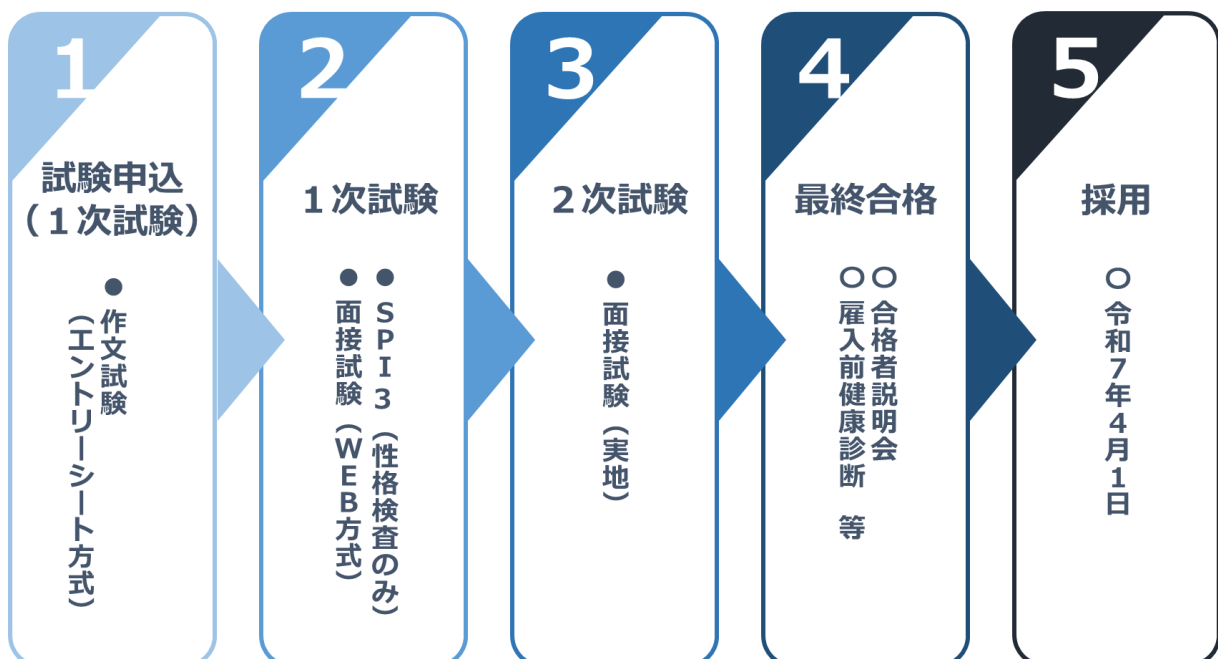 1
試験申込
（１次試験）
●作文試験
（エントリーシート方式）
2
１次試験
●ＳＰＩ３（性格検査のみ）
●面接試験（ＷＥＢ方式）
3
２次試験
●面接試験（実地）
4
最終合格
○合格者説明会
○雇入前健康診断　等
5
採用
○令和７年４月１日